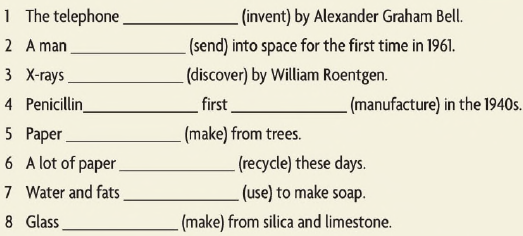 1 The telephone ____________ (invent) by Alexander Graham Bell.
2 A man ____________ (send) into space for the first time in 1961.
3 X-rays ____________ (discover) by William Roentgen.
4 Penicillin____________ first ____________ (manufacture) in the 1940s.
5 Paper ____________ (make) from trees.
6 A lot of paper ____________ (recycle) these days.
7 Water and fats ____________ (use) to make soap.
8 Glass ____________ (make) from silica and limestone.